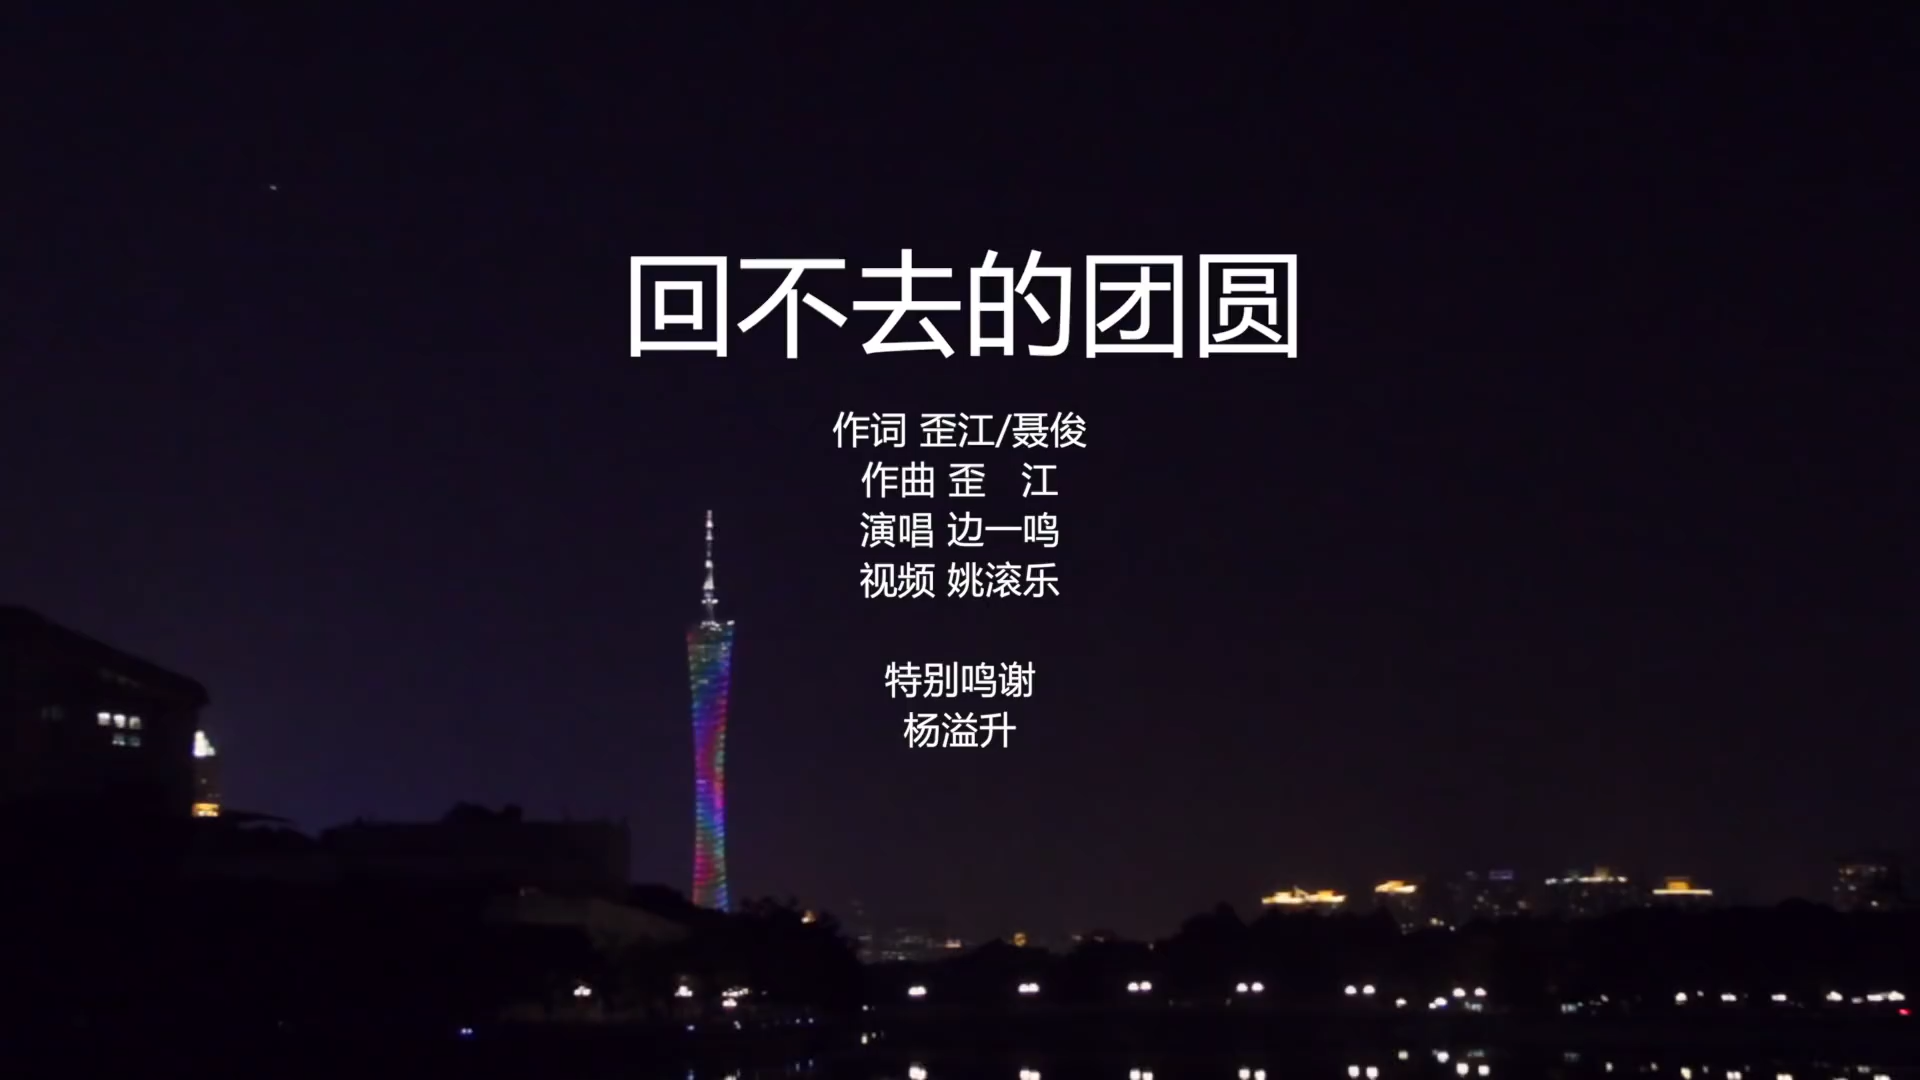 回不去的团圆
作词 歪江/聂俊
作曲 歪 江
演唱 边一鸣
视频 姚滚乐
特别鸣谢
杨溢升